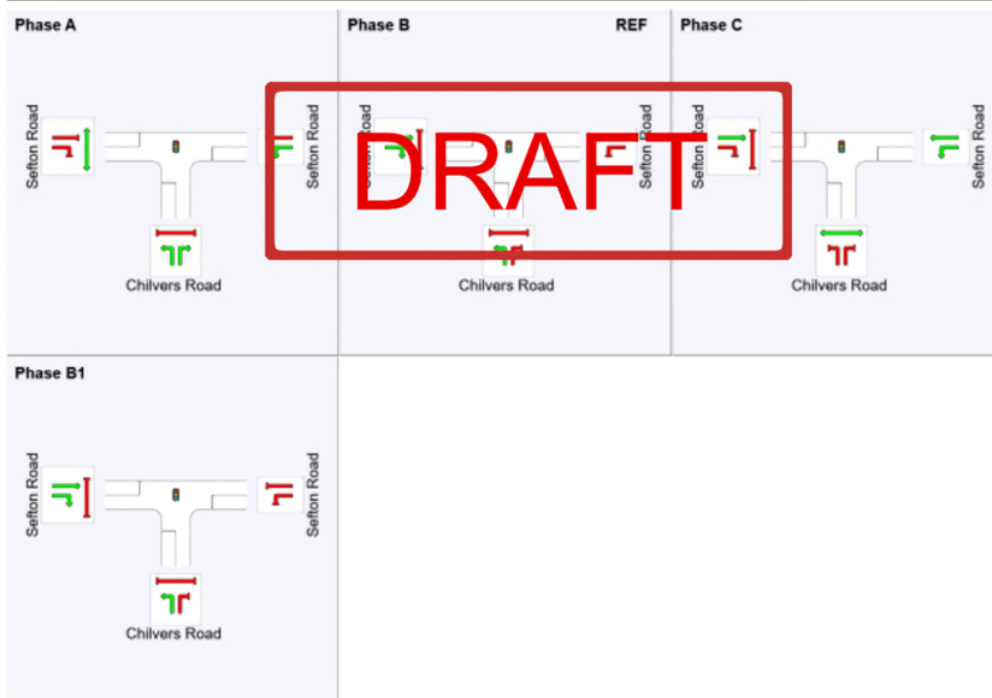 Phase A
Phase B
REF
Phase C
Sefton Road
Sefton Road
Sefton Road
Sefton Road
Sefton Road
Sefton Road
DRAFT
Chilvers Road
Chilvers Road
Chilvers Road
Phase B1
Sefton Road
Sefton Road
Chilvers Road